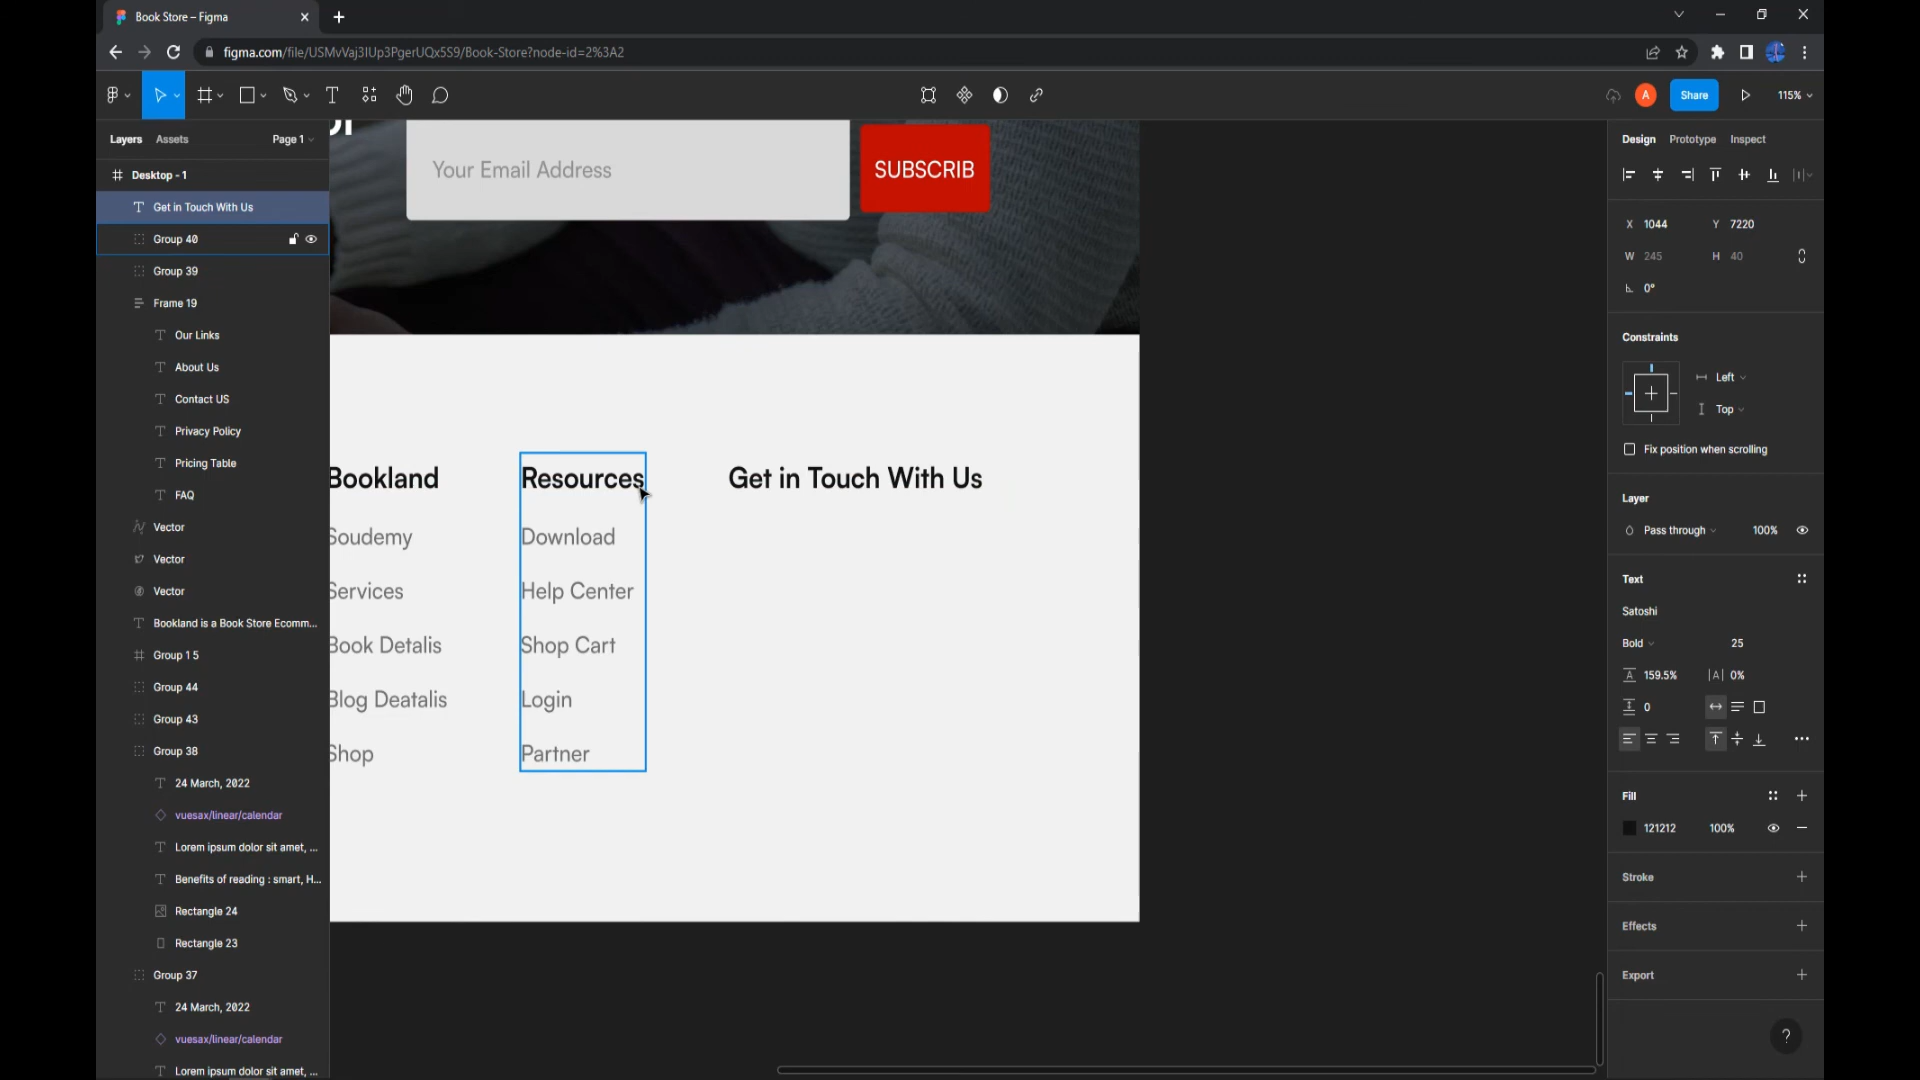 Book Store – Figma
figma.com/file/USMvVaj3IUp3PgerUQx5S9/Book-Store?node-id=2%3A2
A
Share
115%
Layers
Assets
Page 1
Desktop - 1
Get in Touch With Us
Group 40
Group 39
Frame 19
Our Links
About Us
Contact US
Privacy Policy
Pricing Table
FAQ
Vector
Vector
Vector
Bookland is a Book Store Ecomm...
Group 1 5
Group 44
Group 43
Group 38
24 March, 2022
vuesax/linear/calendar
Lorem ipsum dolor sit amet, ...
Benefits of reading : smart, H...
Rectangle 24
Rectangle 23
Group 37
24 March, 2022
vuesax/linear/calendar
Lorem ipsum dolor sit amet, ...
Your Email Address
SUBSCRIB
Bookland
Soudemy
Services
Book Detalis
Blog Deatalis
Shop
Resources
Download
Help Center
Shop Cart
Login
Partner
Get in Touch With Us
Design
Prototype
Inspect
X 1044
Y 7220
W 245
H 40
0°
Constraints
Left
Top
Fix position when scrolling
Layer
Pass through
100%
Text
Satoshi
Bold
25
159.5%
|A| 0%
0
Fill
121212
100%
Stroke
Effects
Export
?